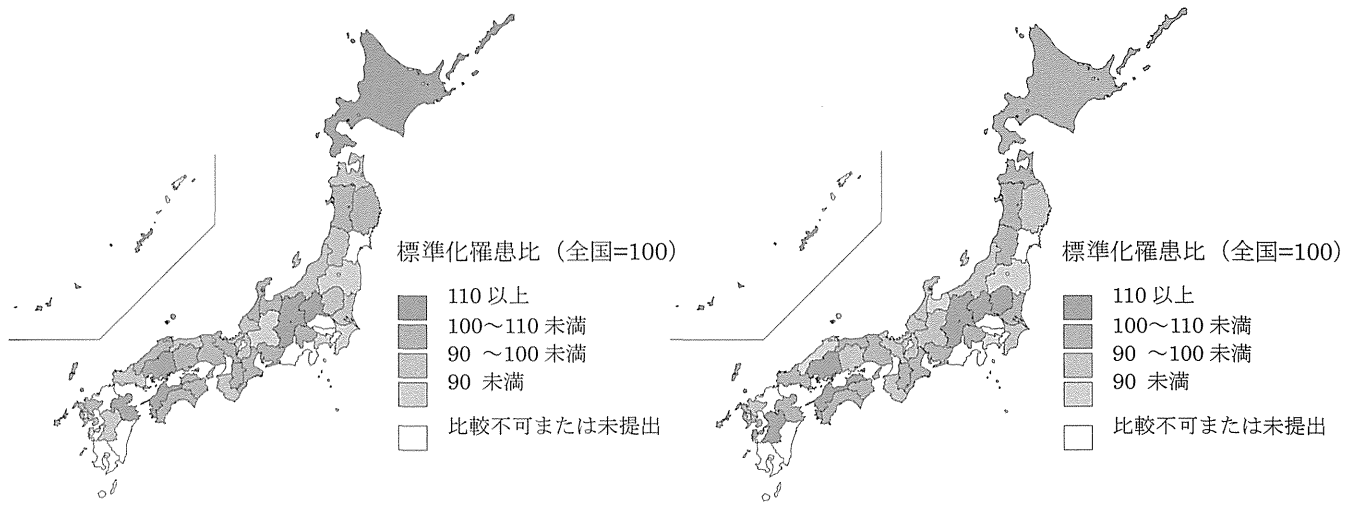 標準化罹患比（全国=100）
110 以上
100～110 未満
90 ～100 未満
90 未満
比較不可または未提出
標準化罹患比（全国=100）
110 以上
100～110 未満
90 ～100 未満
90 未満
比較不可または未提出